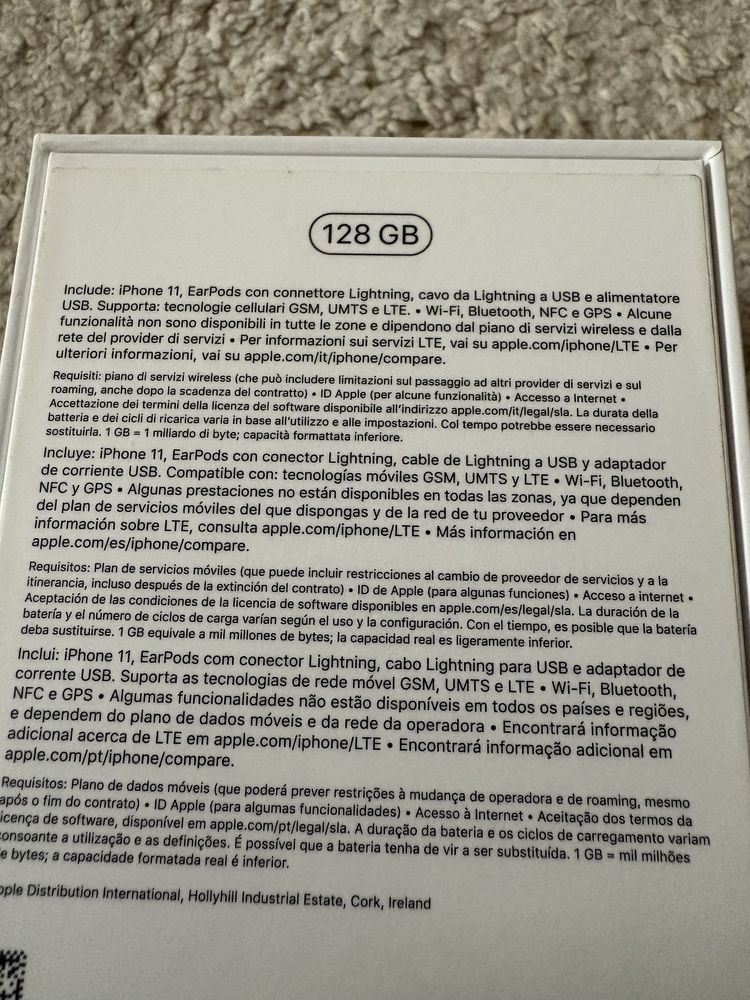 128 GB
Include: iPhone 11, EarPods con connettore Lightning, cavo da Lightning a USB e alimentatore
USB. Supporta: tecnologie cellulari GSM, UMTS e LTE. • Wi-Fi, Bluetooth, NFC e GPS • Alcune
funzionalità non sono disponibili in tutte le zone e dipendono dal piano di servizi wireless e dalla
rete del provider di servizi • Per informazioni sui servizi LTE, vai su apple.com/iphone/LTE • Per
ulteriori informazioni, vai su apple.com/it/iphone/compare.
Requisiti: piano di servizi wireless (che può includere limitazioni sul passaggio ad altri provider di servizi e sul
roaming, anche dopo la scadenza del contratto) • ID Apple (per alcune funzionalità) • Accesso a Internet •
Accettazione dei termini della licenza del software disponibile all'indirizzo apple.com/it/legal/sla. La durata della
batteria e dei cicli di ricarica varia in base all'utilizzo e alle impostazioni. Col tempo potrebbe essere necessario
sostituirla. 1 GB = 1 miliardo di byte; capacità formattata inferiore.
Incluye: iPhone 11, EarPods con conector Lightning, cable de Lightning a USB y adaptador
de corriente USB. Compatible con: tecnologías móviles GSM, UMTS y LTE • Wi-Fi, Bluetooth,
NFC y GPS • Algunas prestaciones no están disponibles en todas las zonas, ya que dependen
del plan de servicios móviles del que dispongas y de la red de tu proveedor • Para más
información sobre LTE, consulta apple.com/iphone/LTE • Más información en
apple.com/es/iphone/compare.
Requisitos: Plan de servicios móviles (que puede incluir restricciones al cambio de proveedor de servicios y a la
itinerancia, incluso después de la extinción del contrato) • ID de Apple (para algunas funciones) • Acceso a internet •
Aceptación de las condiciones de la licencia de software disponibles en apple.com/es/legal/sla. La duración de la
batería y el número de ciclos de carga varían según el uso y la configuración. Con el tiempo, es posible que la batería
deba sustituirse. 1 GB equivale a mil millones de bytes; la capacidad real es ligeramente inferior.
Inclui: iPhone 11, EarPods com conector Lightning, cabo Lightning para USB e adaptador de
corrente USB. Suporta as tecnologias de rede móvel GSM, UMTS e LTE • Wi-Fi, Bluetooth,
NFC e GPS • Algumas funcionalidades não estão disponíveis em todos os países e regiões,
e dependem do plano de dados móveis e da rede da operadora • Encontrará informação
adicional acerca de LTE em apple.com/iphone/LTE • Encontrará informação adicional em
apple.com/pt/iphone/compare.
Requisitos: Plano de dados móveis (que poderá prever restrições à mudança de operadora e de roaming, mesmo
após o fim do contrato) • ID Apple (para algumas funcionalidades) • Acesso à Internet • Aceitação dos termos da
licença de software, disponível em apple.com/pt/legal/sla. A duração da bateria e os ciclos de carregamento variam
consoante a utilização e as definições. É possível que a bateria tenha de vir a ser substituída. 1 GB = mil milhões
de bytes; a capacidade formatada real é inferior.
Apple Distribution International, Hollyhill Industrial Estate, Cork, Ireland